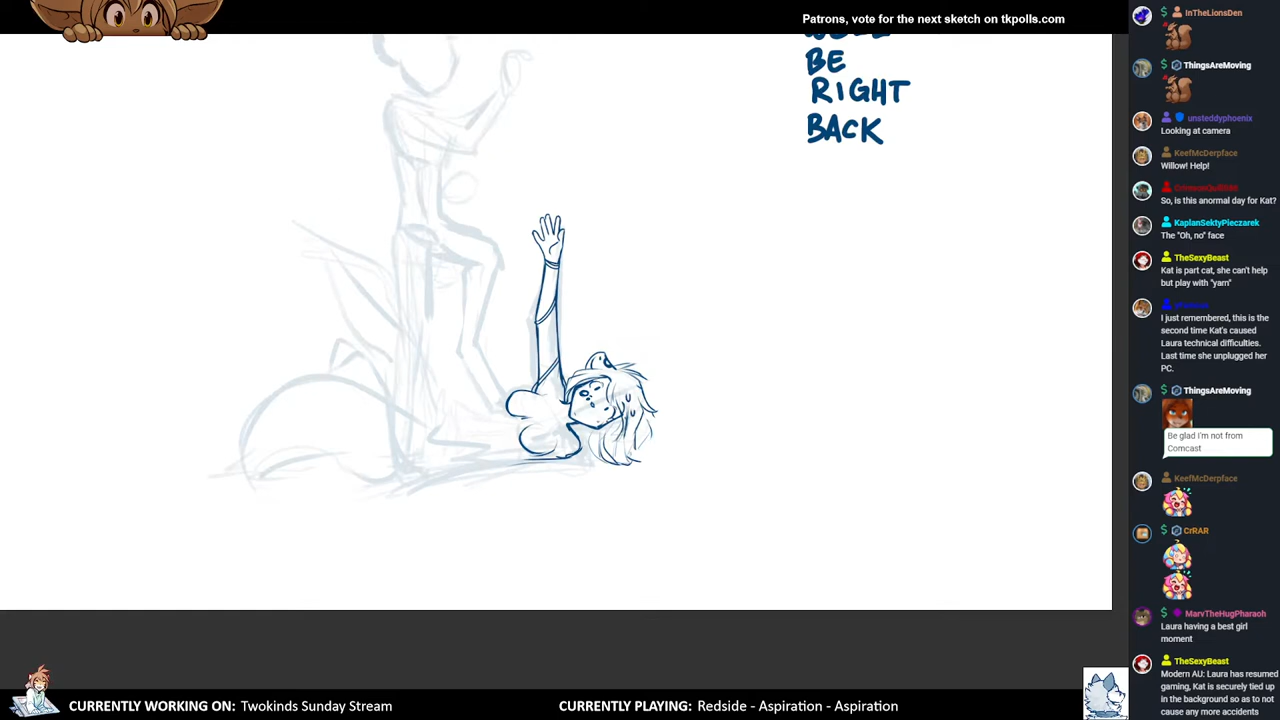 Patrons, vote for the next sketch on tkpolls.com
BE
RIGHT
BACK
InTheLionsDen
ThingsAreMoving
unsteddyphoenix
Looking at camera
KeefMcDerpface
Willow! Help!
So, is this anormal day for Kat?
KaplanSektyPieczarek
The "Oh, no" face
TheSexyBeast
Kat is part cat, she can't help
but play with "yarn"
I just remembered, this is the
second time Kat's caused
Laura technical difficulties.
Last time she unplugged her
PC.
ThingsAreMoving
Be glad I'm not from
Comcast
KeefMcDerpface
CrRAR
MarvTheHugPharaoh
Laura having a best girl
moment
TheSexyBeast
Modern AU: Laura has resumed
gaming, Kat is securely tied up
in the background so as to not
cause any more accidents
CURRENTLY WORKING ON: Twokinds Sunday Stream
CURRENTLY PLAYING: Redside - Aspiration - Aspiration